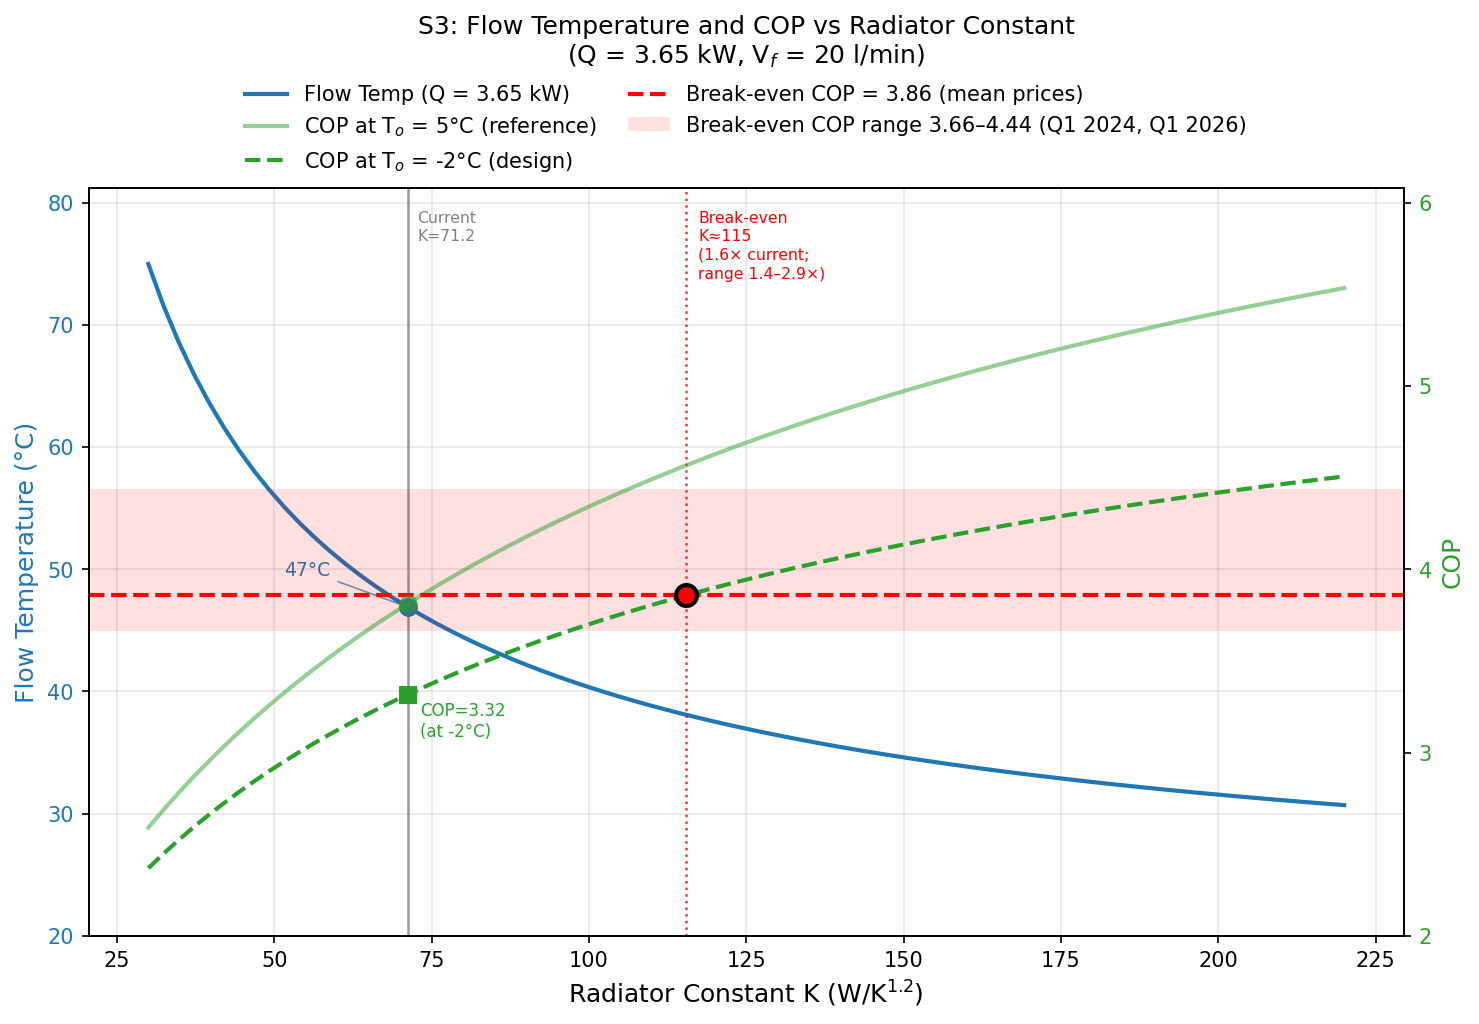 S3: Flow Temperature and COP vs Radiator Constant
(Q = 3.65 kW, V_f = 20 l/min)
Flow Temp (Q = 3.65 kW)
COP at T_o = 5°C (reference)
COP at T_o = -2°C (design)
Break-even COP = 3.86 (mean prices)
Break-even COP range 3.66–4.44 (Q1 2024, Q1 2026)
80
70
60
50
40
30
20
Flow Temperature (°C)
Current
K=71.2
Break-even
K≈115
(1.6× current;
range 1.4–2.9×)
47°C
COP=3.32
(at -2°C)
6
5
4
3
2
COP
25 50 75 100 125 150 175 200 225
Radiator Constant K (W/K^1.2)